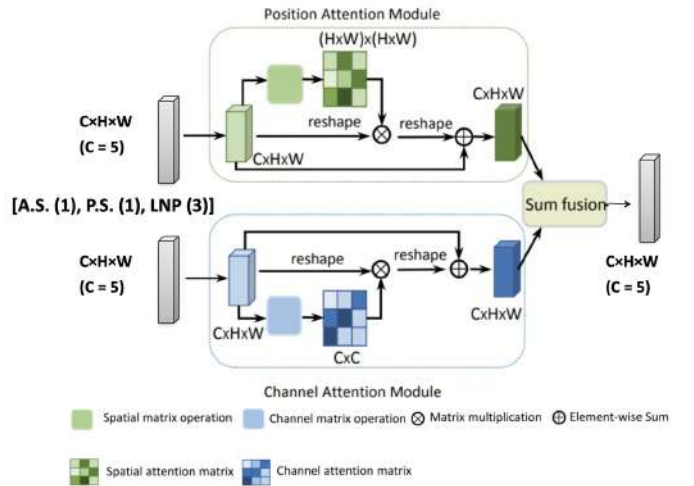 Position Attention Module
(HxW)x(HxW)
C×H×W
(C = 5)
reshape
reshape
CxHxW
CxHxW
[A.S. (1), P.S. (1), LNP (3)]
Sum fusion
C×H×W
(C = 5)
C×H×W
(C = 5)
reshape
reshape
CxHxW
CxHxW
CxC
Channel Attention Module
Spatial matrix operation
Channel matrix operation
Matrix multiplication
Element-wise Sum
Spatial attention matrix
Channel attention matrix